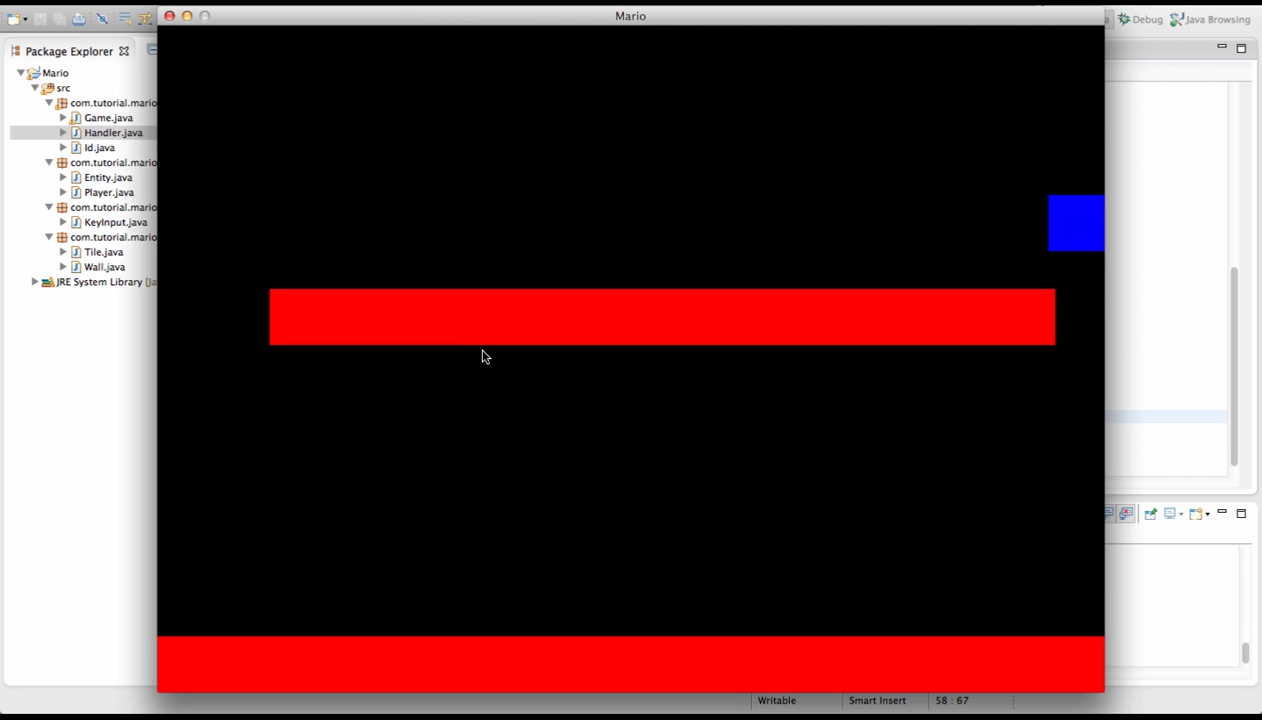 Mario
Debug
Java Browsing
Package Explorer
Mario
src
com.tutorial.mario
Game.java
Handler.java
Id.java
com.tutorial.mario
Entity.java
Player.java
com.tutorial.mario
KeyInput.java
com.tutorial.mario
Tile.java
Wall.java
JRE System Library [Ja
Writable
Smart Insert
58 : 67